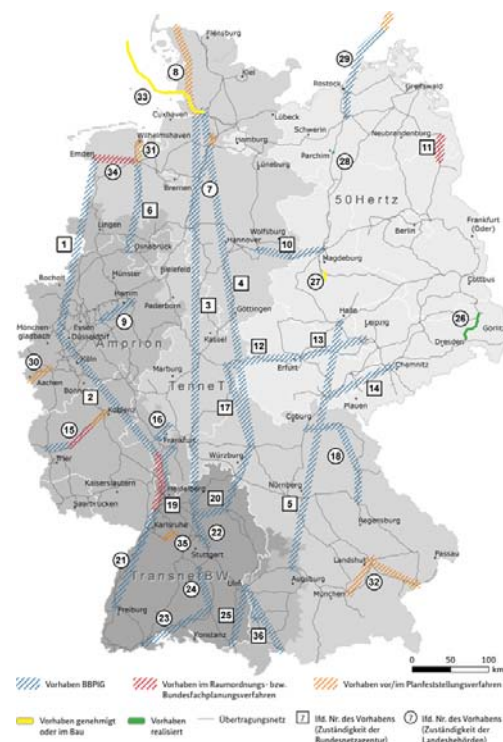 Flensburg
8
Kiel
29
33
Rostock
Greifswald
Cuxhaven
Lübeck
Wilhelmshaven
Schwerin
Neubrandenburg
Hamburg
Emden
31
11
34
Parchim
28
7
Lüneburg
Bremen
50Hertz
6
Lingen
Wolfsburg
Berlin
Frankfurt
(Oder)
1
Osnabrück
Hannover
10
Magdeburg
Bielefeld
Bocholt
Münster
4
27
Cottbus
Hamm
Paderborn
3
Göttingen
Halle
26
Essen
9
13
Leipzig
Mönchen-
gladbach
Düsseldorf
Amprion
Kassel
Görlitz
Dresden
Köln
12
30
Marburg
Erfurt
Chemnitz
Aachen
TenneT
Bonn
14
2
Koblenz
17
Plauen
16
15
Coburg
Frankfurt
Trier
18
Würzburg
Kaiserslautern
Heidelberg
20
Nürnberg
Saarbrücken
19
5
Karlsruhe
22
Regensburg
35
Stuttgart
Passau
21
Landshut
TransnetBW
Ulm
Augsburg
24
32
München
Freiburg
23
25
Konstanz
36
0 50 100
km
Vorhaben BBPlG
Vorhaben im Raumordnungs- bzw.
Bundesfachplanungsverfahren
Vorhaben vor/im Planfeststellungsverfahren
Vorhaben genehmigt
oder im Bau
Vorhaben
realisiert
Übertragungsnetz
7
lfd. Nr. des Vorhabens
(Zuständigkeit der
Bundesnetzagentur)
7
lfd. Nr. des Vorhabens
(Zuständigkeit der
Landesbehörden)